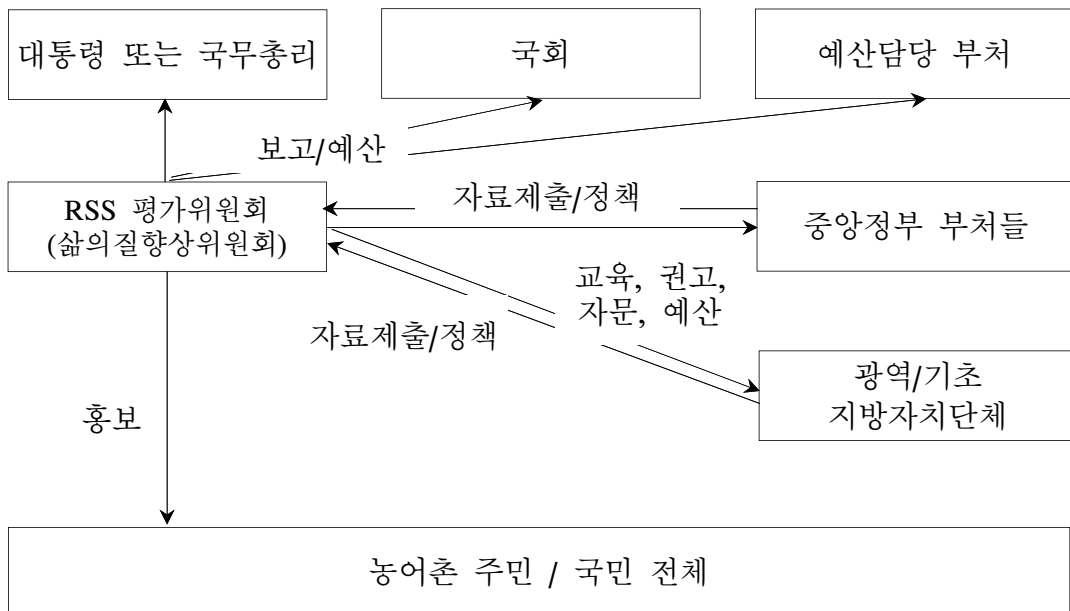 대통령 또는 국무총리
국회
예산담당 부처
보고/예산
RSS 평가위원회
(삶의질향상위원회)
자료제출/정책
중앙정부 부처들
교육, 권고,
자문, 예산
자료제출/정책
광역/기초
지방자치단체
홍보
농어촌 주민 / 국민 전체